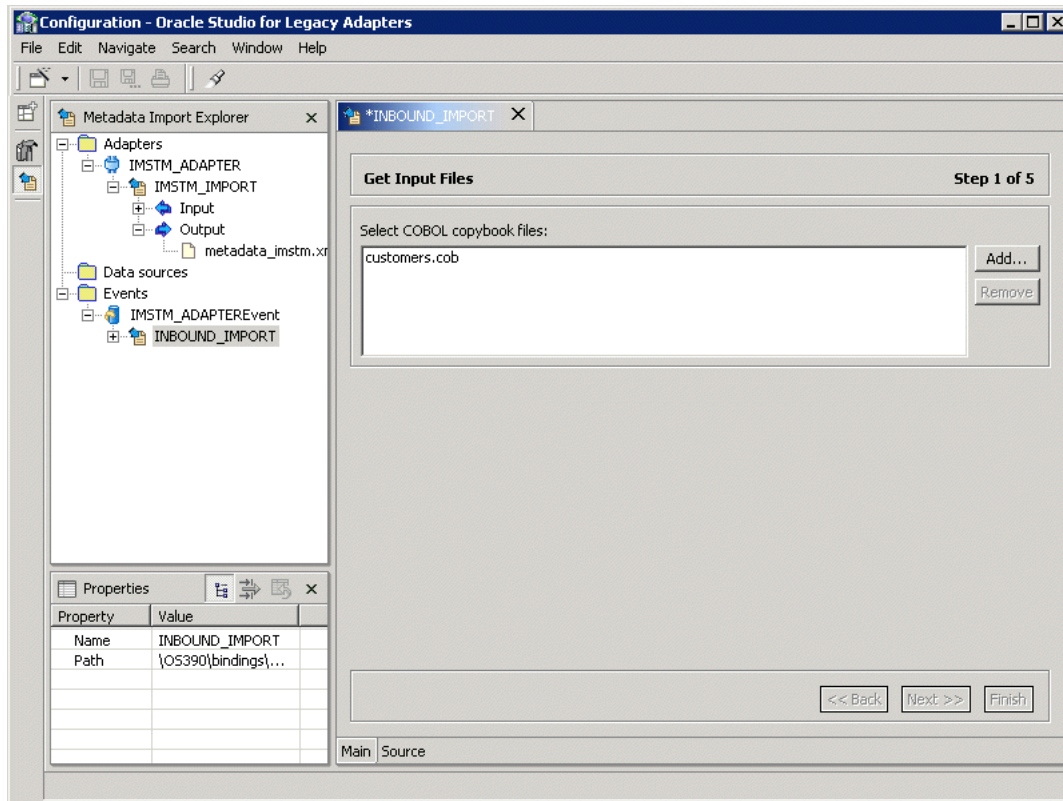 Configuration - Oracle Studio for Legacy Adapters
File Edit Navigate Search Window Help
Metadata Import Explorer
Adapters
IMSTM_ADAPTER
IMSTM_IMPORT
Input
Output
metadata_imstm.xr
Data sources
Events
IMSTM_ADAPTEREvent
INBOUND_IMPORT
Properties
Property Value
Name INBOUND_IMPORT
Path \OS390\bindings\...
*INBOUND_IMPORT
Get Input Files Step 1 of 5
Select COBOL copybook files:
customers.cob
Add...
Remove
<< Back Next >> Finish
Main Source